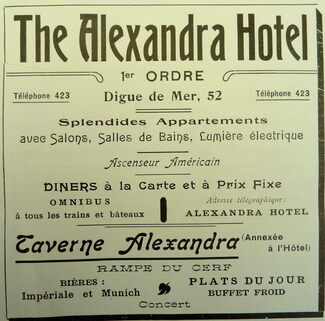 The Alexandra Hotel
1er ORDRE
Téléphone 423 Digue de Mer, 52 Téléphone 423
Splendides Appartements
avec Salons, Salles de Bains, Lumière électrique
Ascenseur Américain
DINERS à la Carte et à Prix Fixe
OMNIBUS
à tous les trains et bâteaux
Adresse télégraphique:
ALEXANDRA HOTEL
Taverne Alexandra (Annexée à l'Hôtel)
RAMPE DU CERF
BIÈRES:
Impériale et Munich
PLATS DU JOUR
BUFFET FROID
Concert